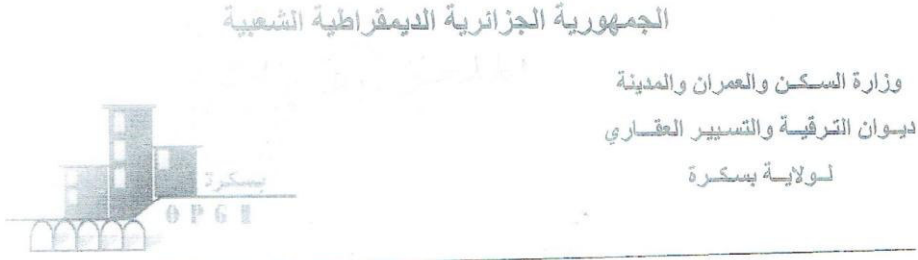 الجمهورية الجزائرية الديمقراطية الشعبية
وزارة السكن والعمران والمدينة
ديوان الترقية والتسيير العقاري
لولاية بسكرة
بسكرة
OPGI